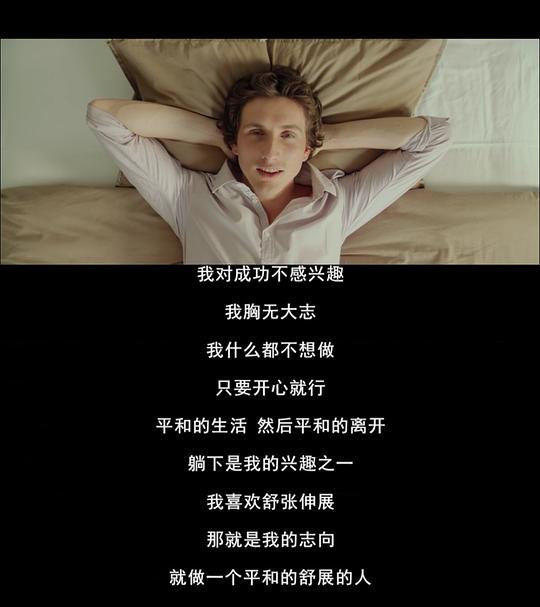 我对成功不感兴趣
我胸无大志
我什么都不想做
只要开心就行
平和的生活 然后平和的离开
躺下是我的兴趣之一
我喜欢舒张伸展
那就是我的志向
就做一个平和的舒展的人